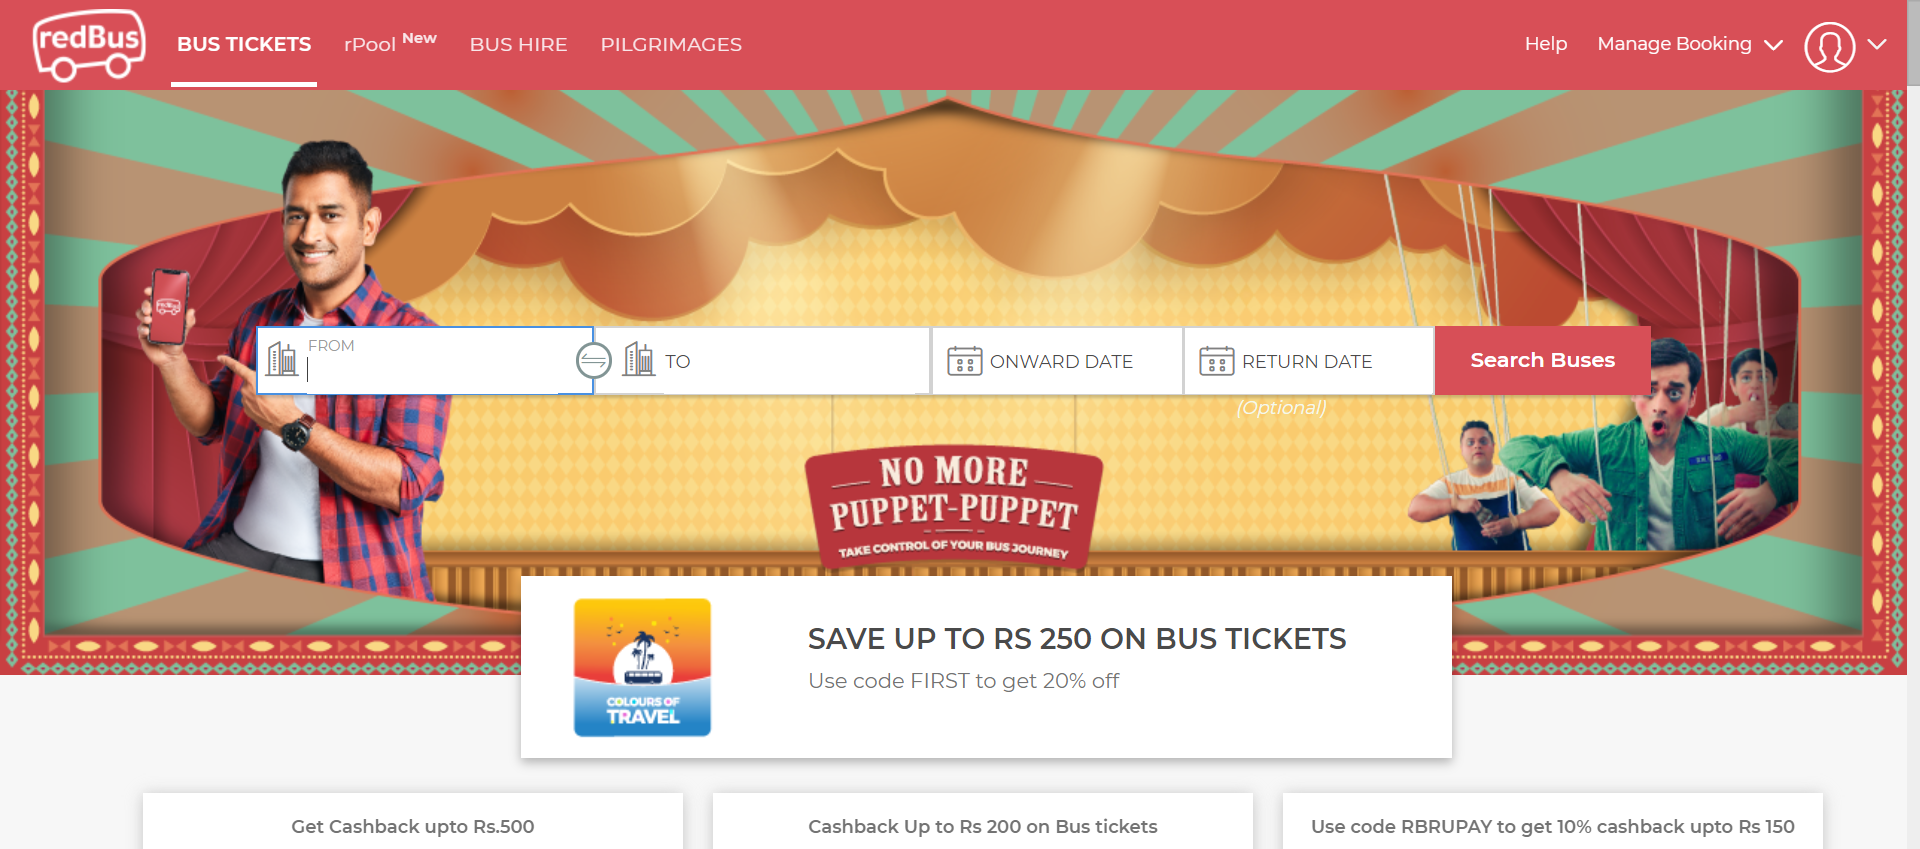 redBus
BUS TICKETS
rPool New
BUS HIRE
PILGRIMAGES
Help
Manage Booking
redBus
FROM
TO
ONWARD DATE
RETURN DATE
Search Buses
(Optional)
NO MORE
PUPPET-PUPPET
TAKE CONTROL OF YOUR BUS JOURNEY
COLOURS OF
TRAVEL
SAVE UP TO RS 250 ON BUS TICKETS
Use code FIRST to get 20% off
Get Cashback upto Rs.500
Cashback Up to Rs 200 on Bus tickets
Use code RBRUPAY to get 10% cashback upto Rs 150